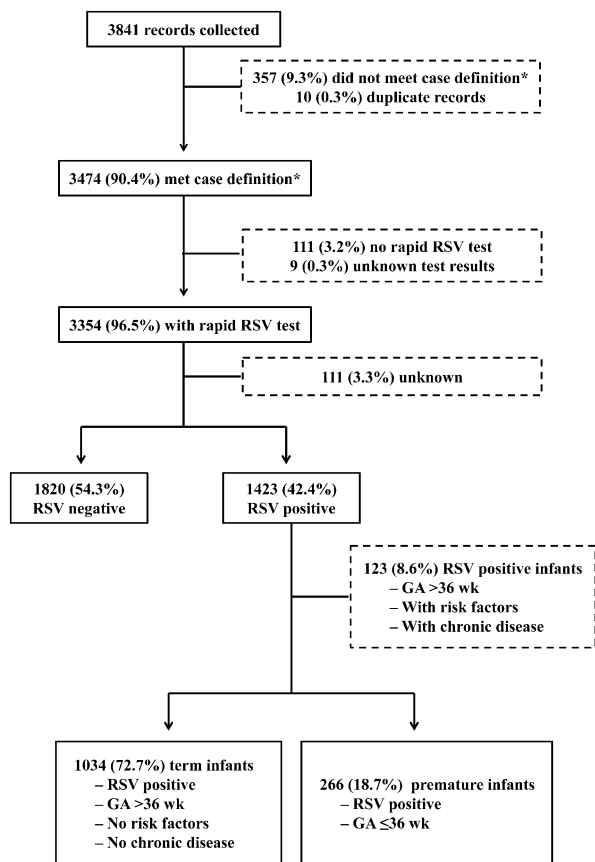 3841 records collected
357 (9.3%) did not meet case definition*
10 (0.3%) duplicate records
3474 (90.4%) met case definition*
111 (3.2%) no rapid RSV test
9 (0.3%) unknown test results
3354 (96.5%) with rapid RSV test
111 (3.3%) unknown
1820 (54.3%)
RSV negative
1423 (42.4%)
RSV positive
123 (8.6%) RSV positive infants
– GA >36 wk
– With risk factors
– With chronic disease
1034 (72.7%) term infants
– RSV positive
– GA >36 wk
– No risk factors
– No chronic disease
266 (18.7%) premature infants
– RSV positive
– GA ≤36 wk